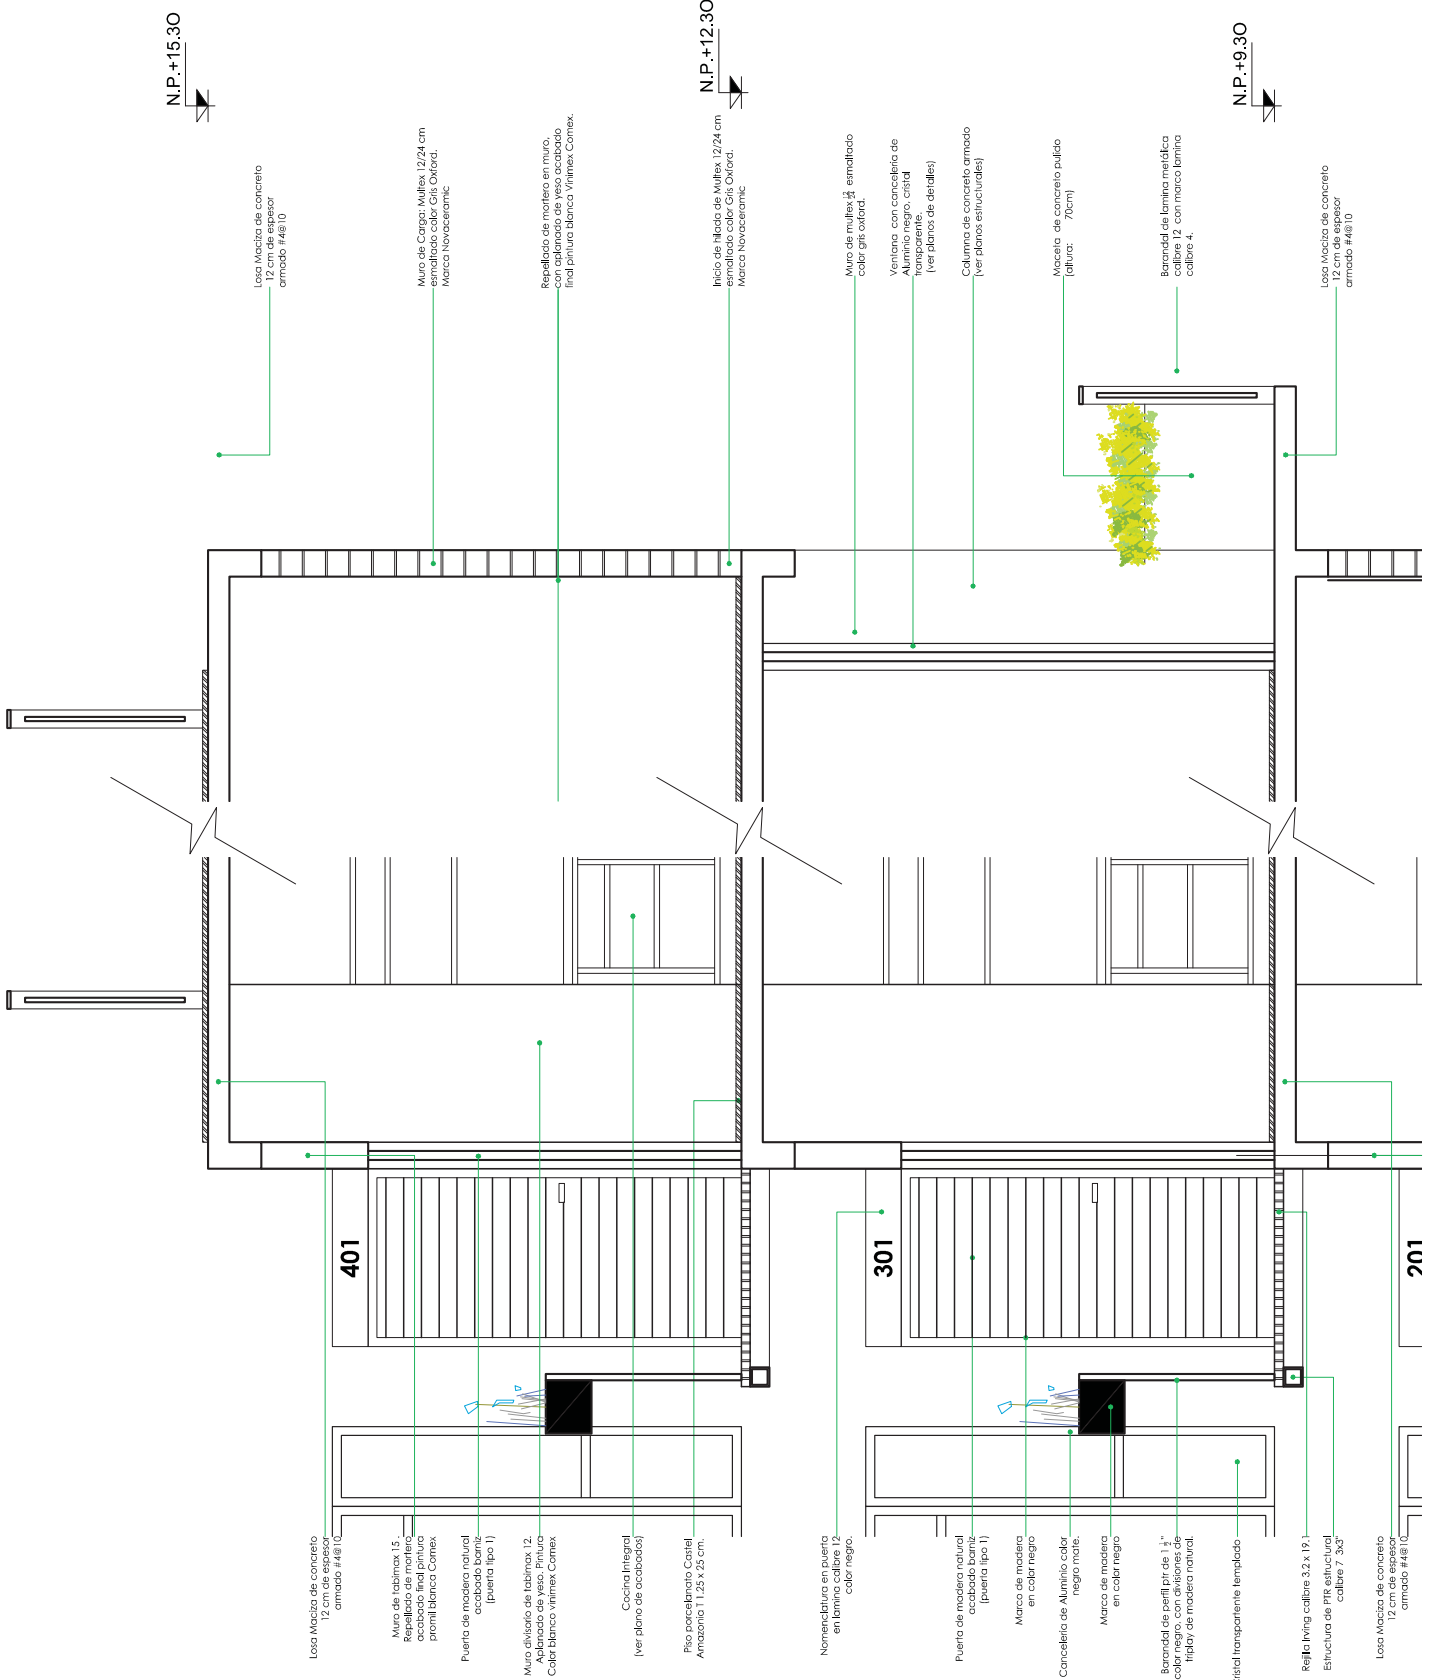 N.P.+15.30
N.P.+12.30
N.P.+9.30
Losa Maciza de concreto
12 cm de espesor
armado #4@10
Muro de Carga: Multex 12/24 cm
esmaltado color Gris Oxford.
Marca Novaceramic
Repellado de mortero en muro,
con aplanado de yeso acabado
final pintura blanca Vinimex Comex.
Inicio de hilada de Multex 12/24 cm
esmaltado color Gris Oxford.
Marca Novaceramic
Muro de multex 12/24 esmaltado
color gris oxford.
Ventana con cancelería de
Aluminio negro, cristal
transparente.
(ver planos de detalles)
Columna de concreto armado
(ver planos estructurales)
Maceta de concreto pulido
(altura: 70cm)
Barandal de lamina metálica
calibre 12 con marco lamina
calibre 4.
Losa Maciza de concreto
12 cm de espesor
armado #4@10
401
301
201
Losa Maciza de concreto
12 cm de espesor
armado #4@10
Muro de tabimax 15.
Repellado de mortero
acabado final pintura
promil blanca Comex
Puerta de madera natural
acabado barniz
(puerta tipo 1)
Muro divisorio de tabimax 12.
Aplanado de yeso. Pintura
Color blanco vinimex Comex
Cocina Integral
(ver plano de acabados)
Piso porcelanato Castel
Amazonia T 1.25 x 25 cm.
Nomenclatura en puerta
en lamina calibre 12
color negro.
Puerta de madera natural
acabado barniz
(puerta tipo 1)
Marco de madera
en color negro
Cancelería de Aluminio color
negro mate.
Marco de madera
en color negro
Barandal de perfil ptr de 1 1/2"
color negro, con divisiones de
triplay de madera natural.
ristal transpartente templado
Rejilla Irving calibre 3.2 x 19.1
Estructura de PTR estructural
calibre 7 3x3"
Losa Maciza de concreto
12 cm de espesor
armado #4@10